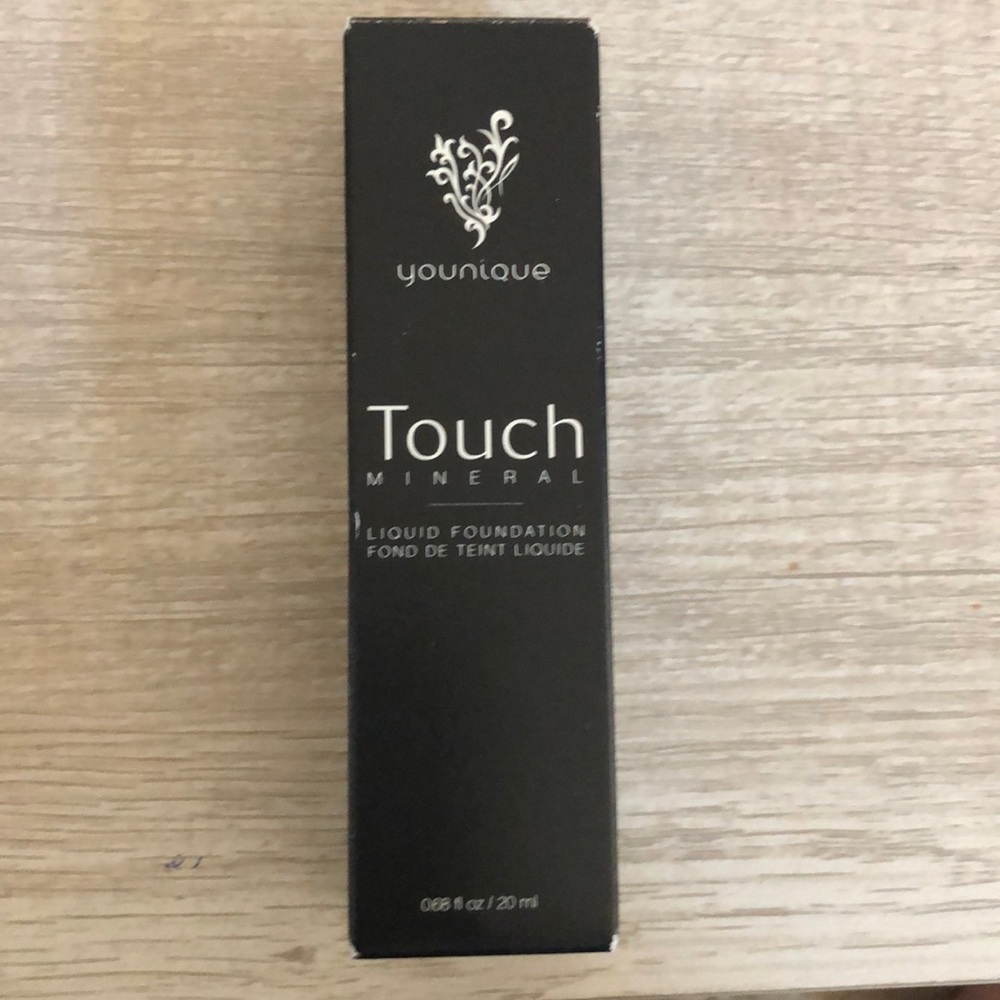 younique
Touch
MINERAL
LIQUID FOUNDATION
FOND DE TEINT LIQUIDE
0.68 fl oz / 20 ml